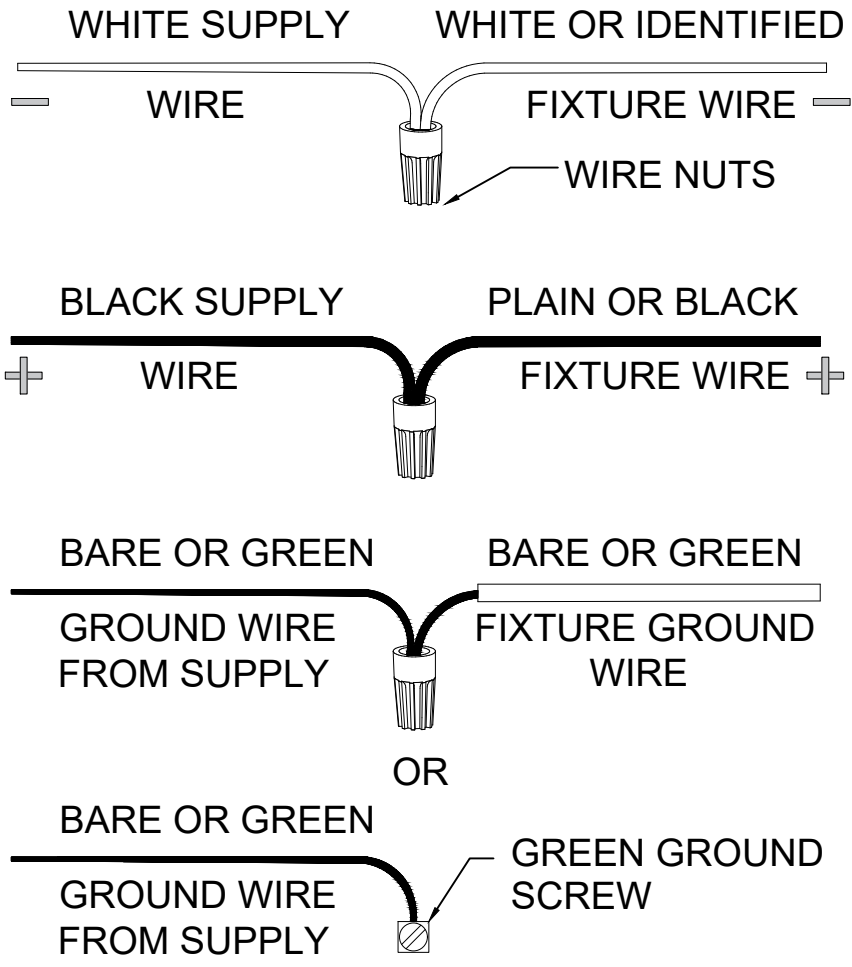 WHITE SUPPLY
WIRE
WHITE OR IDENTIFIED
FIXTURE WIRE
WIRE NUTS
BLACK SUPPLY
WIRE
PLAIN OR BLACK
FIXTURE WIRE
BARE OR GREEN
GROUND WIRE
FROM SUPPLY
BARE OR GREEN
FIXTURE GROUND
WIRE
OR
BARE OR GREEN
GROUND WIRE
FROM SUPPLY
GREEN GROUND
SCREW